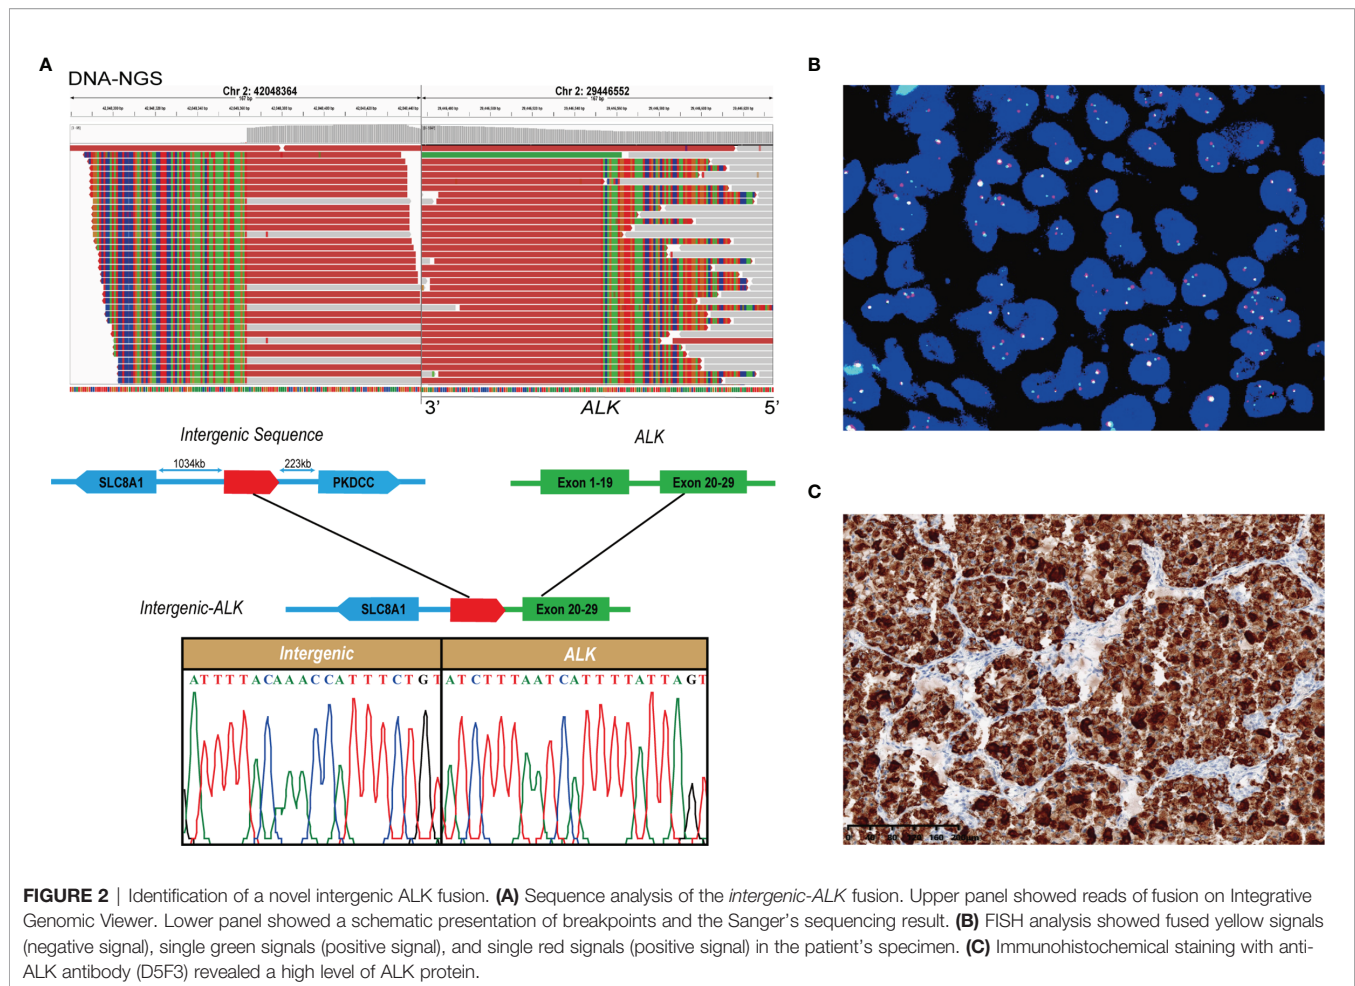 A
DNA-NGS
Chr 2: 42048364
Chr 2: 29446552
167 bp
167 bp
3'
ALK
5'
Intergenic Sequence
ALK
1034kb
223kb
SLC8A1
PKDCC
Exon 1-19
Exon 20-29
Intergenic-ALK
SLC8A1
Exon 20-29
Intergenic
ALK
ATTTTACAAACCATTTCTGTATCTTTAATCATTTTATTAGT
B
C
FIGURE 2 | Identification of a novel intergenic ALK fusion. (A) Sequence analysis of the intergenic-ALK fusion. Upper panel showed reads of fusion on Integrative
Genomic Viewer. Lower panel showed a schematic presentation of breakpoints and the Sanger's sequencing result. (B) FISH analysis showed fused yellow signals
(negative signal), single green signals (positive signal), and single red signals (positive signal) in the patient's specimen. (C) Immunohistochemical staining with anti-
ALK antibody (D5F3) revealed a high level of ALK protein.